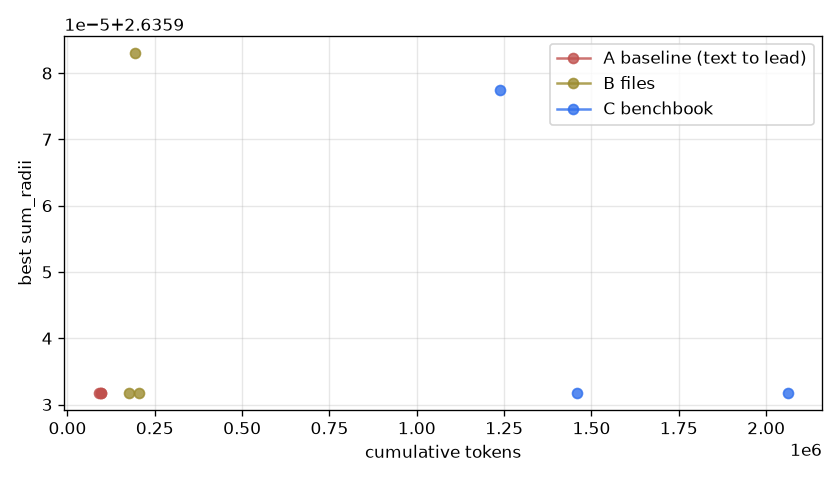 1e−5+2.6359
8
7
6
5
4
3
best sum_radii
A baseline (text to lead)
B files
C benchbook
0.00 0.25 0.50 0.75 1.00 1.25 1.50 1.75 2.00
1e6
cumulative tokens